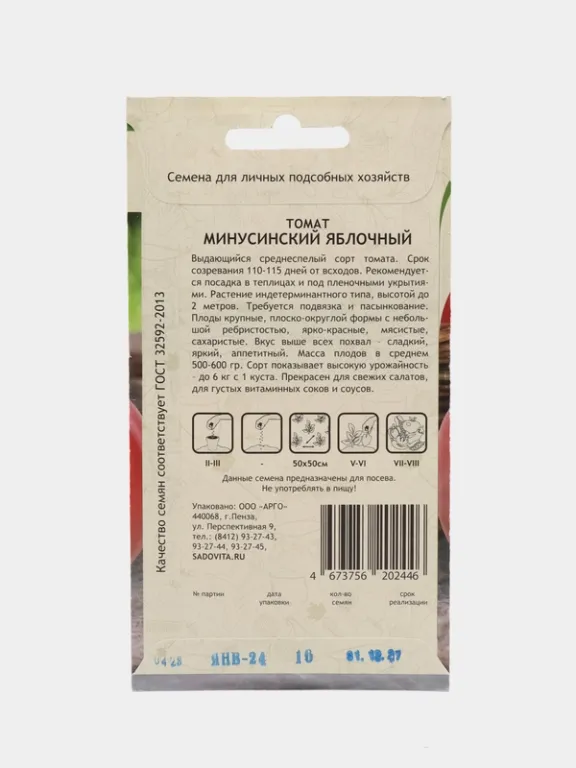 Семена для личных подсобных хозяйств
ТОМАТ
МИНУСИНСКИЙ ЯБЛОЧНЫЙ
Выдающийся среднеспелый сорт томата. Срок
созревания 110-115 дней от всходов. Рекомендует-
ся посадка в теплицах и под пленочными укрытия-
ми. Растение индетерминантного типа, высотой до
2 метров. Требуется подвязка и пасынкование.
Плоды крупные, плоско-округлой формы с неболь-
шой ребристостью, ярко-красные, мясистые,
сахаристые. Вкус выше всех похвал – сладкий,
яркий, аппетитный. Масса плодов в среднем
500-600 гр. Сорт показывает высокую урожайность
- до 6 кг с 1 куста. Прекрасен для свежих салатов,
для густых витаминных соков и соусов.
II-III - 50x50см V-VI VII-VIII
Данные семена предназначены для посева.
Не употреблять в пищу!
Упаковано: ООО «АРГО»
440068, г.Пенза,
ул. Перспективная 9,
тел.: (8412) 93-27-43,
93-27-44, 93-27-45,
SADOVITA.RU
4 673756 202446
№ партии дата упаковки кол-во семян срок реализации
0428 ЯНВ-24 10 31.12.27
Качество семян соответствует ГОСТ 32592-2013